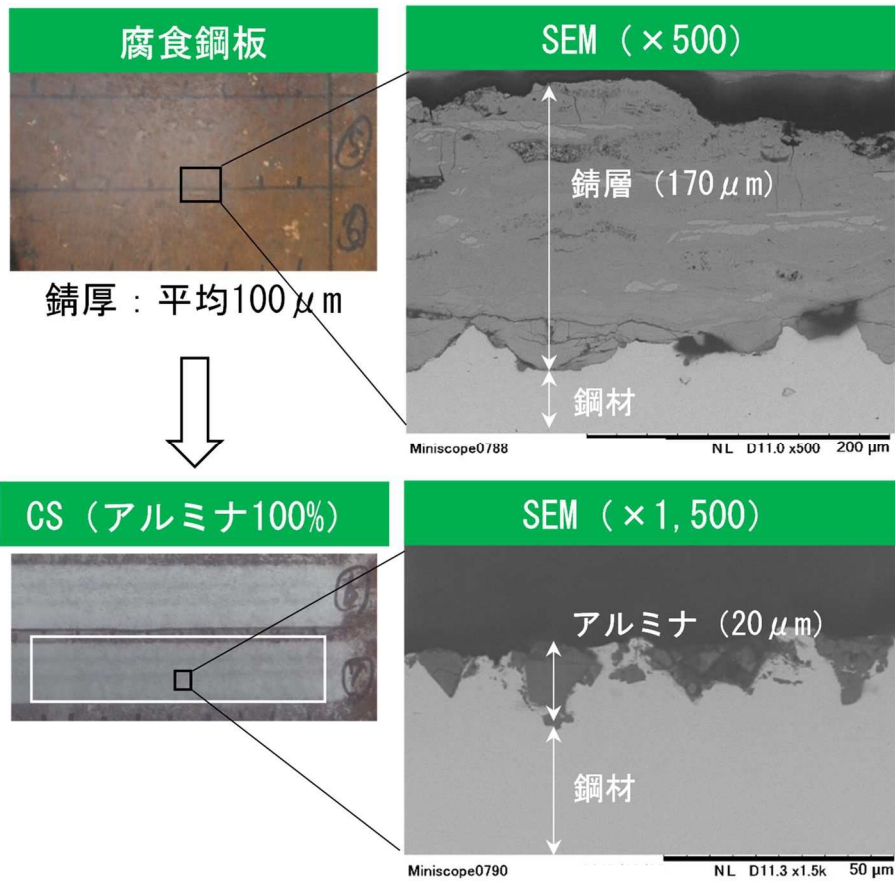 腐食鋼板
SEM (×500)
錆層 (170μm)
鋼材
錆厚:平均100μm
Miniscope0788
NL D11.0 x500 200 μm
CS (アルミナ100%)
SEM (×1,500)
アルミナ (20μm)
鋼材
Miniscope0790
NL D11.3 x1.5k 50 μm